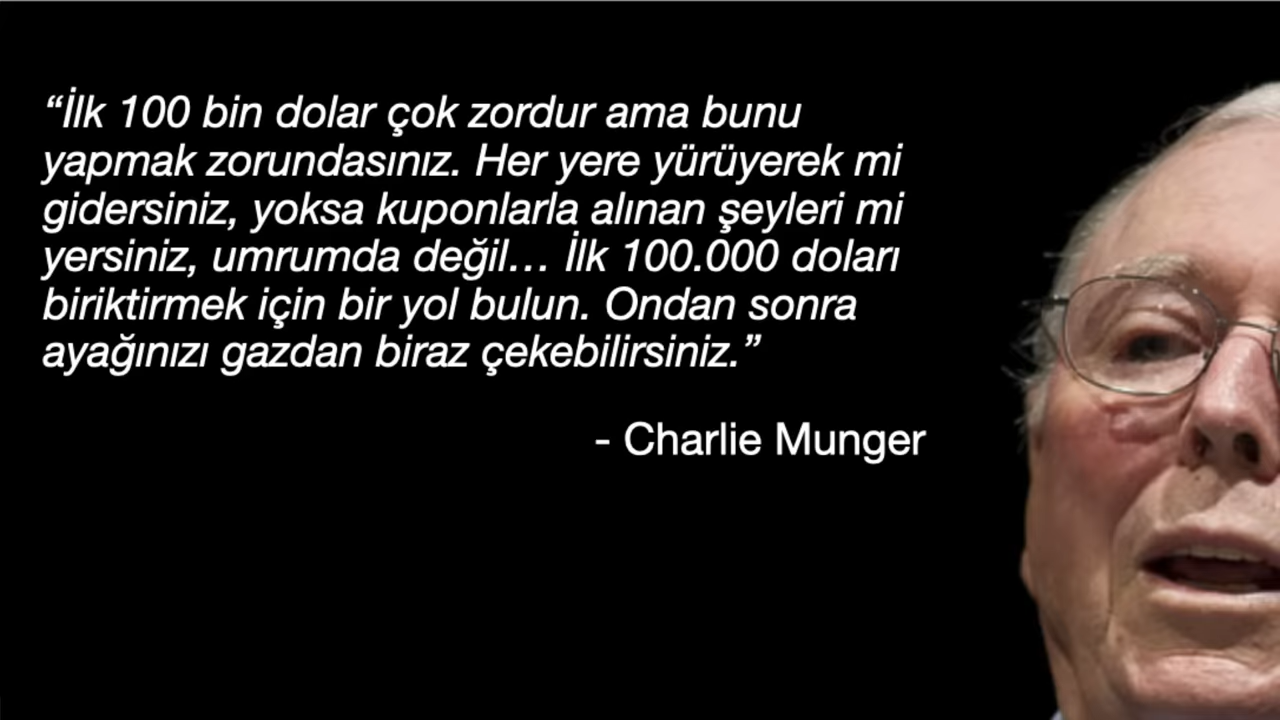 “İlk 100 bin dolar çok zordur ama bunu
yapmak zorundasınız. Her yere yürüyerek mi
gidersiniz, yoksa kuponlarla alınan şeyleri mi
yersiniz, umrumda değil… İlk 100.000 doları
biriktirmek için bir yol bulun. Ondan sonra
ayağınızı gazdan biraz çekebilirsiniz.”
- Charlie Munger